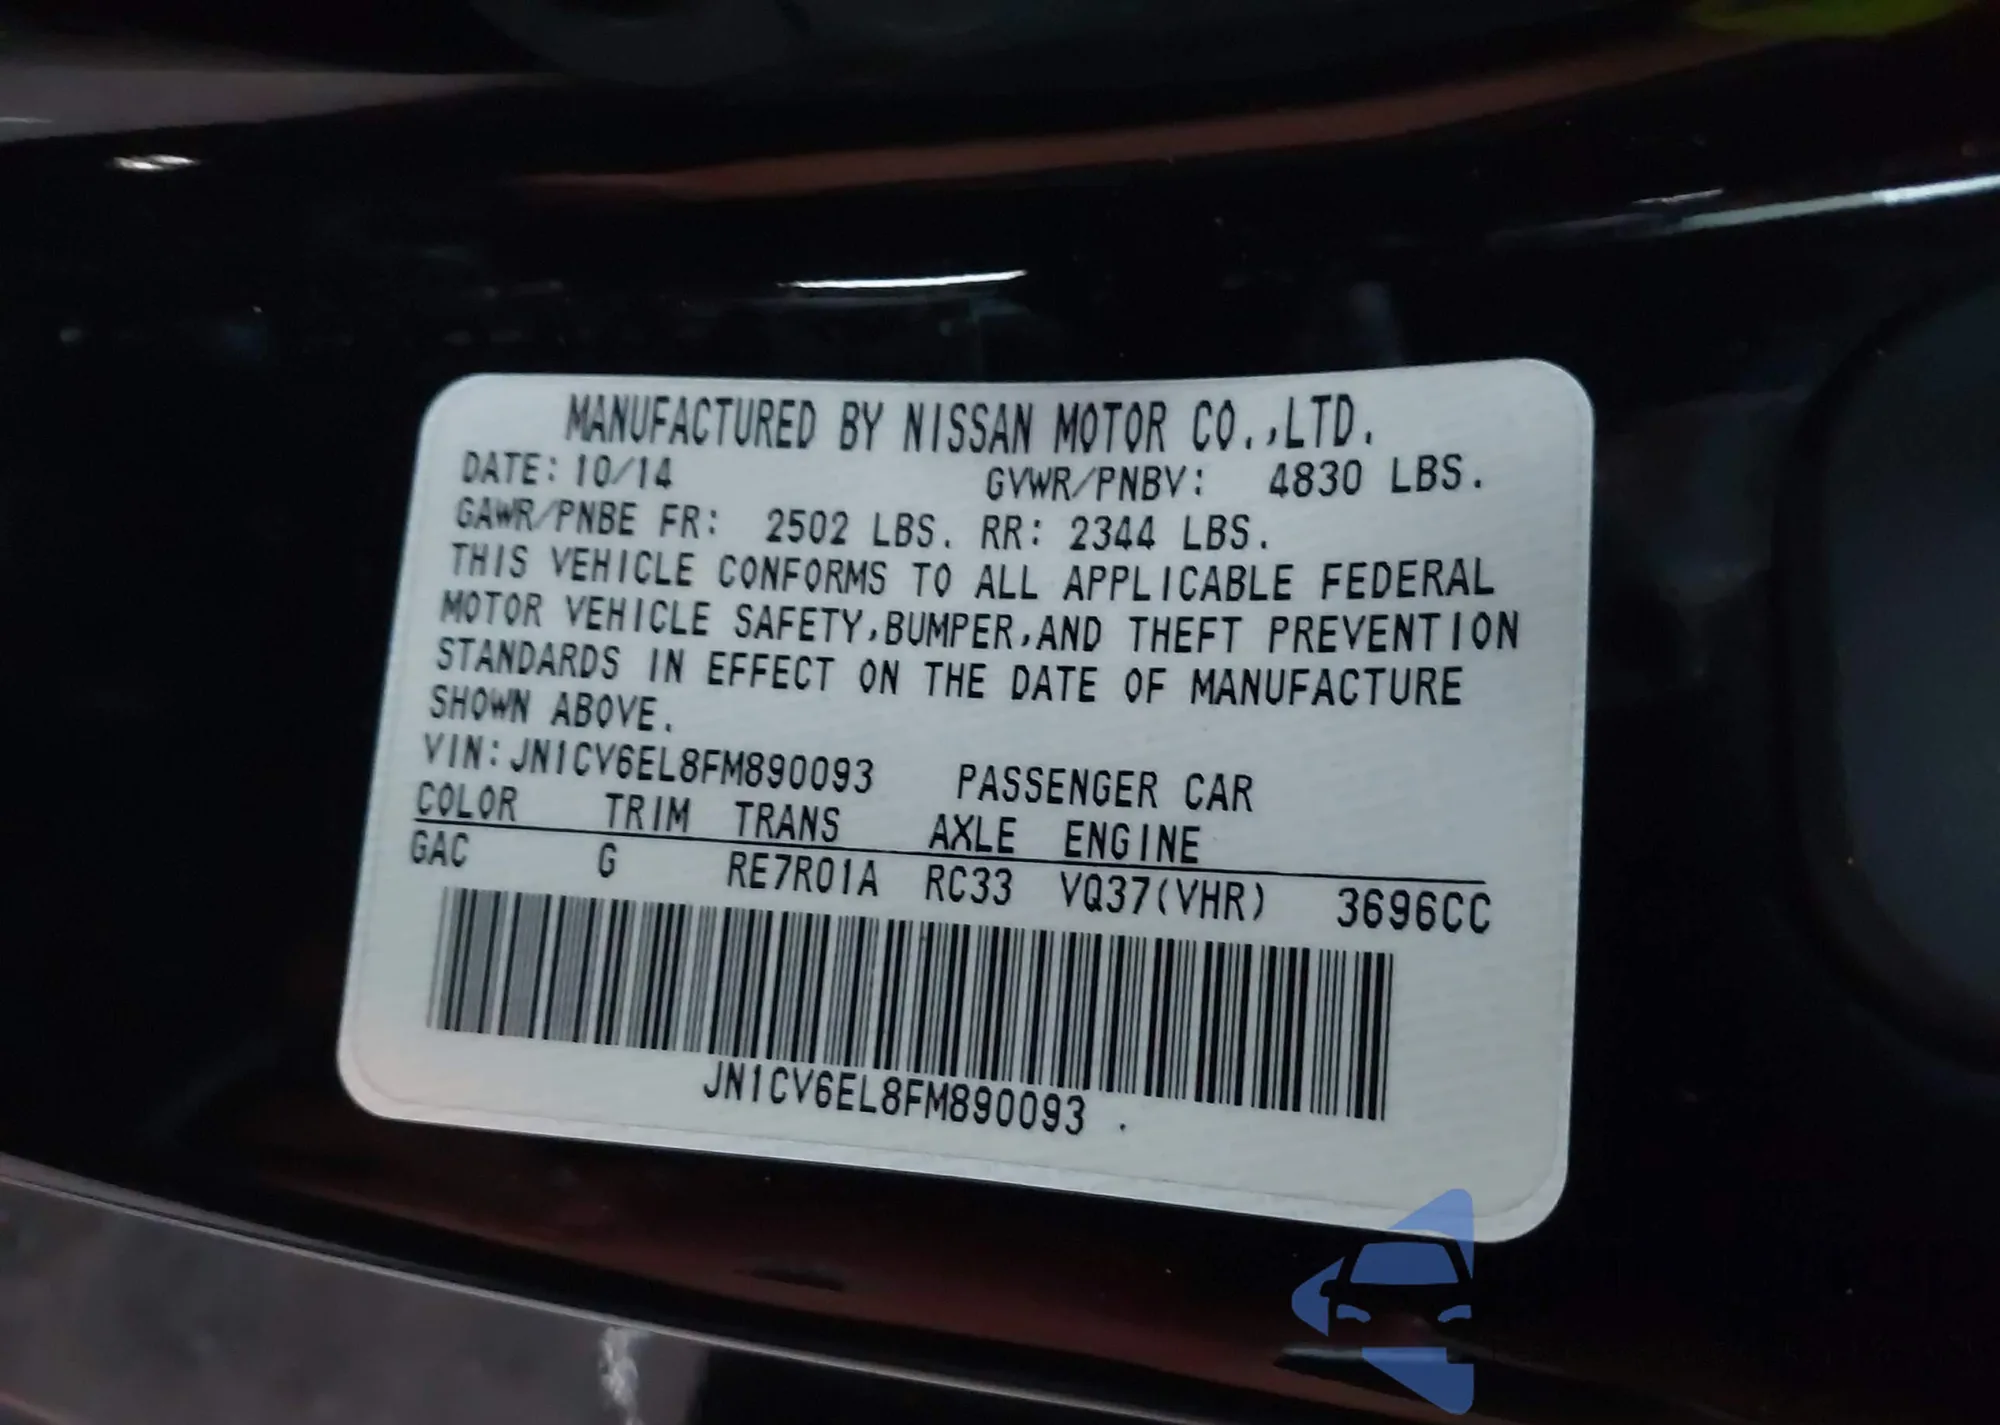 MANUFACTURED BY NISSAN MOTOR CO.,LTD.
DATE: 10/14 GVWR/PNBV: 4830 LBS.
GAWR/PNBE FR: 2502 LBS. RR: 2344 LBS.
THIS VEHICLE CONFORMS TO ALL APPLICABLE FEDERAL
MOTOR VEHICLE SAFETY,BUMPER,AND THEFT PREVENTION
STANDARDS IN EFFECT ON THE DATE OF MANUFACTURE
SHOWN ABOVE.
VIN: JN1CV6EL8FM890093 PASSENGER CAR
COLOR TRIM TRANS AXLE ENGINE
GAC G RE7R01A RC33 VQ37(VHR) 3696CC
JN1CV6EL8FM890093 .